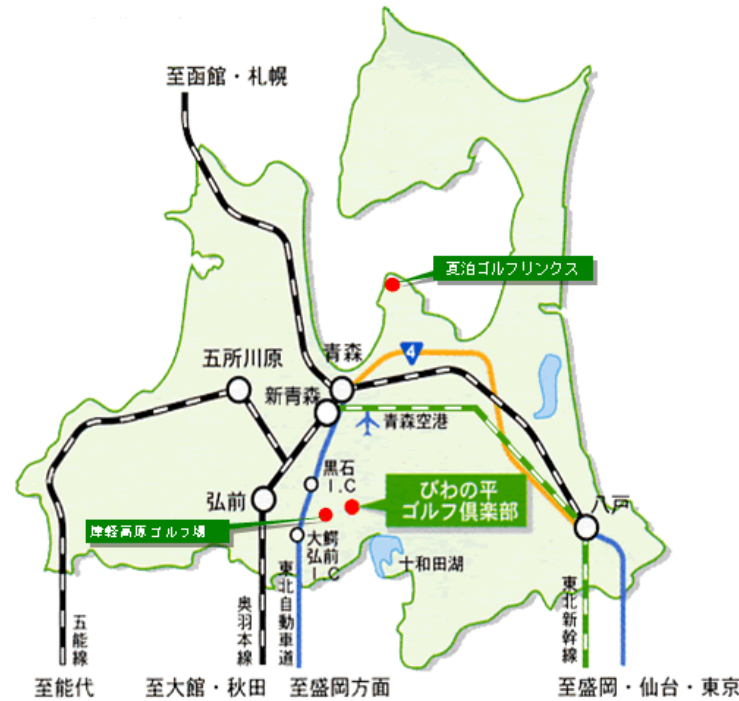 至函館・札幌
夏泊ゴルフリンクス
青森
4
五所川原
新青森
青森空港
黒石
I.C
びわの平
ゴルフ倶楽部
弘前
八戸
津軽高原ゴルフ場
大鰐
弘前
I.C
十和田湖
五能線
奥羽本線
東北自動車道
東北新幹線
至能代
至大館・秋田
至盛岡方面
至盛岡・仙台・東京